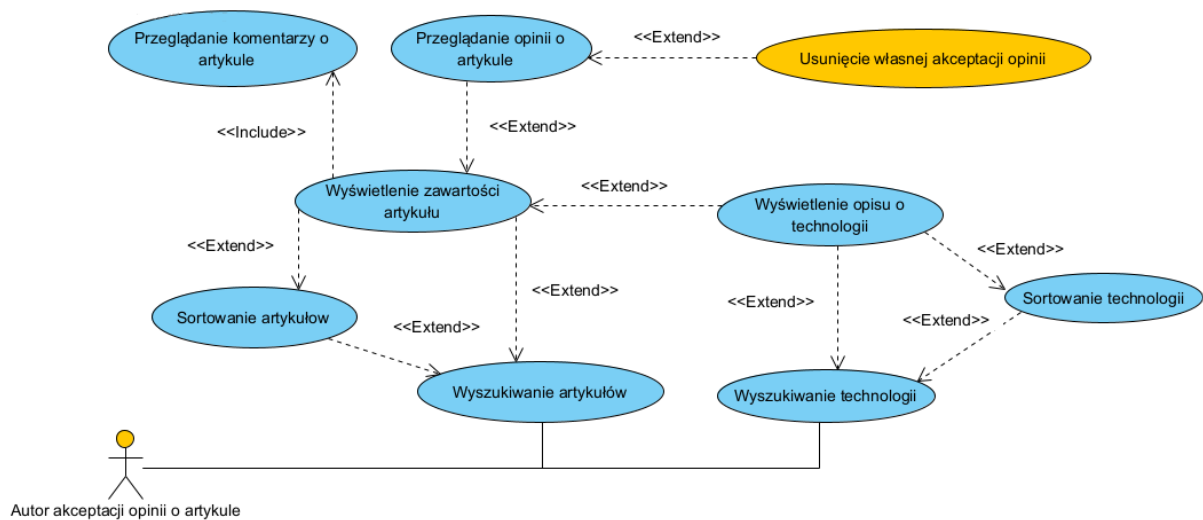 Przeglądanie komentarzy o
artykule
Przeglądanie opinii o
artykule
<<Extend>>
Usunięcie własnej akceptacji opinii
<<Include>>
<<Extend>>
Wyświetlenie zawartości
artykułu
<<Extend>>
Wyświetlenie opisu o
technologii
<<Extend>>
<<Extend>>
<<Extend>>
<<Extend>>
Sortowanie technologii
Sortowanie artykułow
<<Extend>>
<<Extend>>
Wyszukiwanie artykułów
Wyszukiwanie technologii
Autor akceptacji opinii o artykule